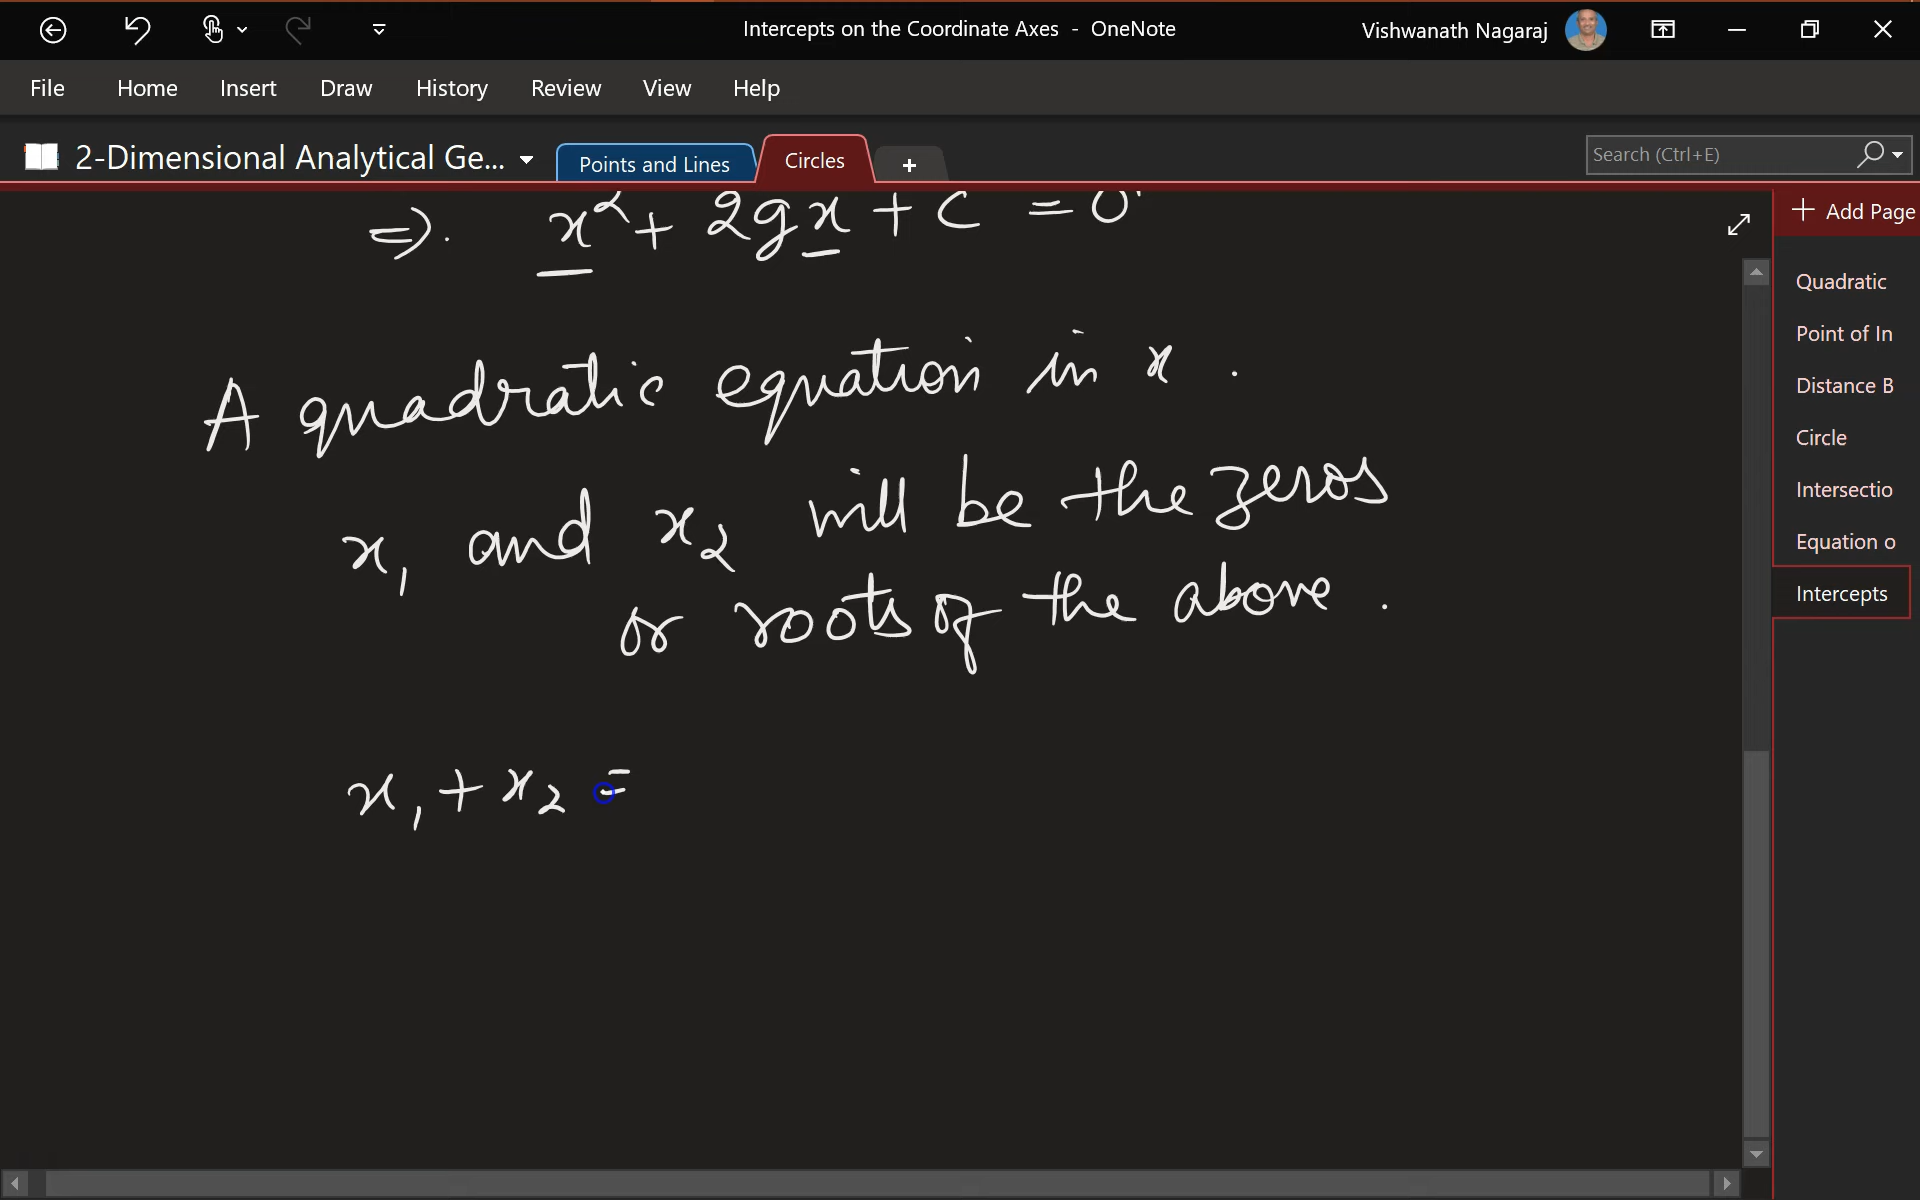 Intercepts on the Coordinate Axes - OneNote
Vishwanath Nagaraj
File Home Insert Draw History Review View Help
2-Dimensional Analytical Ge...
Points and Lines
Circles
+
Search (Ctrl+E)
+ Add Page
Quadratic
Point of In
Distance B
Circle
Intersectio
Equation o
Intercepts
⇒. x² + 2gx + c = 0
A quadratic equation in x .
x₁ and x₂ will be the zeros
or roots of the above .
x₁ + x₂ =